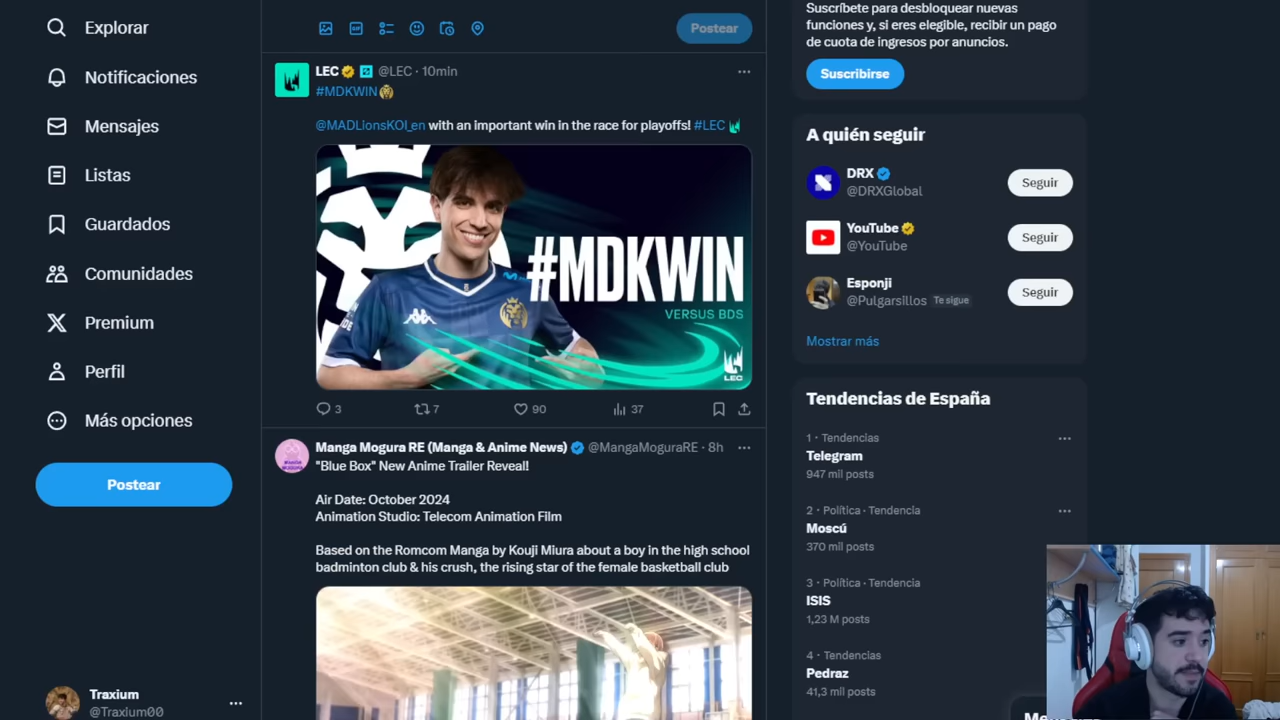 Explorar
Notificaciones
Mensajes
Listas
Guardados
Comunidades
Premium
Perfil
Más opciones
Postear
Traxium
@Traxium00
GIF
Postear
LEC @LEC · 10min
#MDKWIN
@MADLionsKOI_en with an important win in the race for playoffs! #LEC
#MDKWIN
VERSUS BDS
LEC
Kappa
3
7
90
37
Manga Mogura RE (Manga & Anime News) @MangaMoguraRE · 8h
"Blue Box" New Anime Trailer Reveal!
Air Date: October 2024
Animation Studio: Telecom Animation Film
Based on the Romcom Manga by Kouji Miura about a boy in the high school
badminton club & his crush, the rising star of the female basketball club
Suscríbete para desbloquear nuevas
funciones y, si eres elegible, recibir un pago
de cuota de ingresos por anuncios.
Suscribirse
A quién seguir
DRX
@DRXGlobal
Seguir
YouTube
@YouTube
Seguir
Esponji
@Pulgarsillos Te sigue
Seguir
Mostrar más
Tendencias de España
1 · Tendencias
Telegram
947 mil posts
2 · Política · Tendencia
Moscú
370 mil posts
3 · Política · Tendencia
ISIS
1,23 M posts
4 · Tendencias
Pedraz
41,3 mil posts